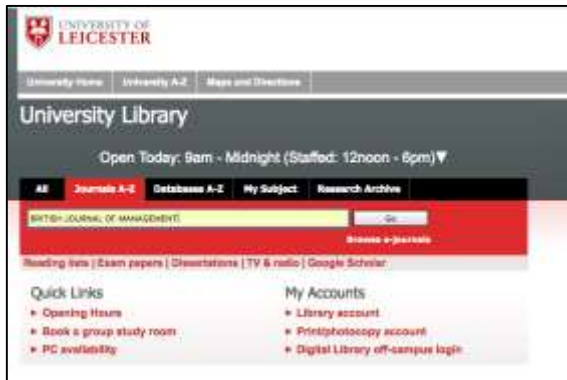 UNIVERSITY OF
LEICESTER
University Home University A-Z Maps and Directions
University Library
Open Today: 9am - Midnight (Staffed: 12noon - 6pm)▼
All Journals A-Z Databases A-Z My Subject Research Archive
BRITISH JOURNAL OF MANAGEMENT Go
Browse e-journals
Reading lists | Exam papers | Dissertations | TV & radio | Google Scholar
Quick Links My Accounts
Opening Hours Library account
Book a group study room Print/photocopy account
PC availability Digital Library off-campus login